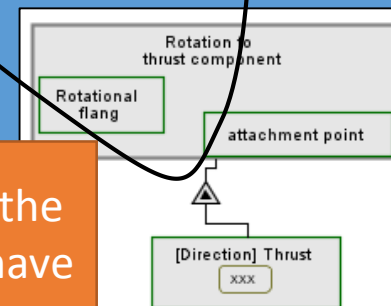 Rotation to
thrust component
Rotational
flang
attachment point
the
have
[Direction] Thrust
xxx